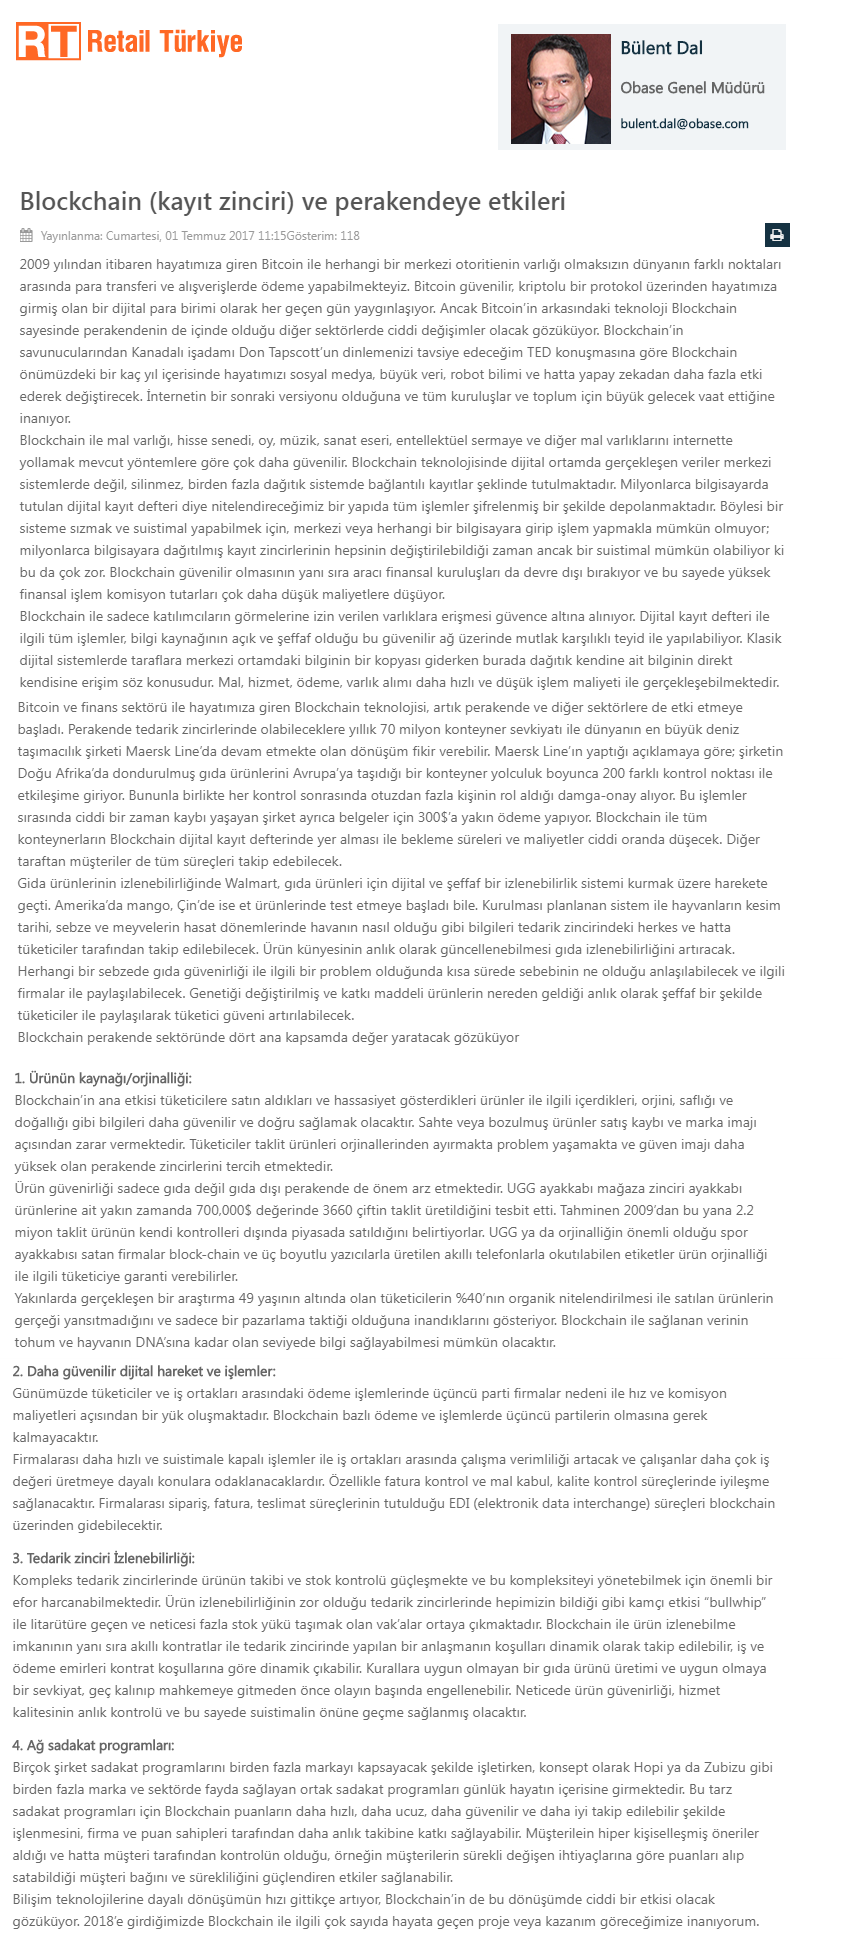 RT Retail Türkiye
Bülent Dal
Obase Genel Müdürü
bulent.dal@obase.com
Blockchain (kayıt zinciri) ve perakendeye etkileri
Yayınlanma: Cumartesi, 01 Temmuz 2017 11:15Gösterim: 118
2009 yılından itibaren hayatımıza giren Bitcoin ile herhangi bir merkezi otoritienin varlığı olmaksızın dünyanın farklı noktaları
arasında para transferi ve alışverişlerde ödeme yapabilmekteyiz. Bitcoin güvenilir, kriptolu bir protokol üzerinden hayatımıza
girmiş olan bir dijital para birimi olarak her geçen gün yaygınlaşıyor. Ancak Bitcoin’in arkasındaki teknoloji Blockchain
sayesinde perakendenin de içinde olduğu diğer sektörlerde ciddi değişimler olacak gözüküyor. Blockchain’in
savunucularından Kanadalı işadamı Don Tapscott’un dinlemenizi tavsiye edeceğim TED konuşmasına göre Blockchain
önümüzdeki bir kaç yıl içerisinde hayatımızı sosyal medya, büyük veri, robot bilimi ve hatta yapay zekadan daha fazla etki
ederek değiştirecek. İnternetin bir sonraki versiyonu olduğuna ve tüm kuruluşlar ve toplum için büyük gelecek vaat ettiğine
inanıyor.
Blockchain ile mal varlığı, hisse senedi, oy, müzik, sanat eseri, entellektüel sermaye ve diğer mal varlıklarını internette
yollamak mevcut yöntemlere göre çok daha güvenilir. Blockchain teknolojisinde dijital ortamda gerçekleşen veriler merkezi
sistemlerde değil, silinmez, birden fazla dağıtık sistemde bağlantılı kayıtlar şeklinde tutulmaktadır. Milyonlarca bilgisayarda
tutulan dijital kayıt defteri diye nitelendireceğimiz bir yapıda tüm işlemler şifrelenmiş bir şekilde depolanmaktadır. Böylesi bir
sisteme sızmak ve suistimal yapabilmek için, merkezi veya herhangi bir bilgisayara girip işlem yapmakla mümkün olmuyor;
milyonlarca bilgisayara dağıtılmış kayıt zincirlerinin hepsinin değiştirilebildiği zaman ancak bir suistimal mümkün olabiliyor ki
bu da çok zor. Blockchain güvenilir olmasının yanı sıra aracı finansal kuruluşları da devre dışı bırakıyor ve bu sayede yüksek
finansal işlem komisyon tutarları çok daha düşük maliyetlere düşüyor.
Blockchain ile sadece katılımcıların görmelerine izin verilen varlıklara erişmesi güvence altına alınıyor. Dijital kayıt defteri ile
ilgili tüm işlemler, bilgi kaynağının açık ve şeffaf olduğu bu güvenilir ağ üzerinde mutlak karşılıklı teyid ile yapılabiliyor. Klasik
dijital sistemlerde taraflara merkezi ortamdaki bilginin bir kopyası giderken burada dağıtık kendine ait bilginin direkt
kendisine erişim söz konusudur. Mal, hizmet, ödeme, varlık alımı daha hızlı ve düşük işlem maliyeti ile gerçekleşebilmektedir.
Bitcoin ve finans sektörü ile hayatımıza giren Blockchain teknolojisi, artık perakende ve diğer sektörlere de etki etmeye
başladı. Perakende tedarik zincirlerinde olabileceklere yıllık 70 milyon konteyner sevkiyatı ile dünyanın en büyük deniz
taşımacılık şirketi Maersk Line’da devam etmekte olan dönüşüm fikir verebilir. Maersk Line’ın yaptığı açıklamaya göre; şirketin
Doğu Afrika’da dondurulmuş gıda ürünlerini Avrupa’ya taşıdığı bir konteyner yolculuk boyunca 200 farklı kontrol noktası ile
etkileşime giriyor. Bununla birlikte her kontrol sonrasında otuzdan fazla kişinin rol aldığı damga-onay alıyor. Bu işlemler
sırasında ciddi bir zaman kaybı yaşayan şirket ayrıca belgeler için 300$’a yakın ödeme yapıyor. Blockchain ile tüm
konteynerların Blockchain dijital kayıt defterinde yer alması ile bekleme süreleri ve maliyetler ciddi oranda düşecek. Diğer
taraftan müşteriler de tüm süreçleri takip edebilecek.
Gida ürünlerinin izlenebilirliğinde Walmart, gıda ürünleri için dijital ve şeffaf bir izlenebilirlik sistemi kurmak üzere harekete
geçti. Amerika’da mango, Çin’de ise et ürünlerinde test etmeye başladı bile. Kurulması planlanan sistem ile hayvanların kesim
tarihi, sebze ve meyvelerin hasat dönemlerinde havanın nasıl olduğu gibi bilgileri tedarik zincirindeki herkes ve hatta
tüketiciler tarafından takip edilebilecek. Ürün künyesinin anlık olarak güncellenebilmesi gıda izlenebilirliğini artıracak.
Herhangi bir sebzede gıda güvenirliği ile ilgili bir problem olduğunda kısa sürede sebebinin ne olduğu anlaşılabilecek ve ilgili
firmalar ile paylaşılabilecek. Genetiği değiştirilmiş ve katkı maddeli ürünlerin nereden geldiği anlık olarak şeffaf bir şekilde
tüketiciler ile paylaşılarak tüketici güveni artırılabilecek.
Blockchain perakende sektöründe dört ana kapsamda değer yaratacak gözüküyor
1. Ürünün kaynağı/orjinalliği:
Blockchain’in ana etkisi tüketicilere satın aldıkları ve hassasiyet gösterdikleri ürünler ile ilgili içerdikleri, orjini, saflığı ve
doğallığı gibi bilgileri daha güvenilir ve doğru sağlamak olacaktır. Sahte veya bozulmuş ürünler satış kaybı ve marka imajı
açısından zarar vermektedir. Tüketiciler taklit ürünleri orjinallerinden ayırmakta problem yaşamakta ve güven imajı daha
yüksek olan perakende zincirlerini tercih etmektedir.
Ürün güvenirliği sadece gıda değil gıda dışı perakende de önem arz etmektedir. UGG ayakkabı mağaza zinciri ayakkabı
ürünlerine ait yakın zamanda 700,000$ değerinde 3660 çiftin taklit üretildiğini tesbit etti. Tahminen 2009’dan bu yana 2.2
miyon taklit ürünün kendi kontrolleri dışında piyasada satıldığını belirtiyorlar. UGG ya da orjinalliğin önemli olduğu spor
ayakkabısı satan firmalar block-chain ve üç boyutlu yazıcılarla üretilen akıllı telefonlarla okutılabilen etiketler ürün orjinalliği
ile ilgili tüketiciye garanti verebilirler.
Yakınlarda gerçekleşen bir araştırma 49 yaşının altında olan tüketicilerin %40’nın organik nitelendirilmesi ile satılan ürünlerin
gerçeği yansıtmadığını ve sadece bir pazarlama taktiği olduğuna inandıklarını gösteriyor. Blockchain ile sağlanan verinin
tohum ve hayvanın DNA’sına kadar olan seviyede bilgi sağlayabilmesi mümkün olacaktır.
2. Daha güvenilir dijital hareket ve işlemler:
Günümüzde tüketiciler ve iş ortakları arasındaki ödeme işlemlerinde üçüncü parti firmalar nedeni ile hız ve komisyon
maliyetleri açısından bir yük oluşmaktadır. Blockchain bazlı ödeme ve işlemlerde üçüncü partilerin olmasına gerek
kalmayacaktır.
Firmalarası daha hızlı ve suistimale kapalı işlemler ile iş ortakları arasında çalışma verimliliği artacak ve çalışanlar daha çok iş
değeri üretmeye dayalı konulara odaklanacaklardır. Özellikle fatura kontrol ve mal kabul, kalite kontrol süreçlerinde iyileşme
sağlanacaktır. Firmalarası sipariş, fatura, teslimat süreçlerinin tutulduğu EDI (elektronik data interchange) süreçleri blockchain
üzerinden gidebilecektir.
3. Tedarik zinciri İzlenebilirliği:
Kompleks tedarik zincirlerinde ürünün takibi ve stok kontrolü güçleşmekte ve bu kompleksiteyi yönetebilmek için önemli bir
efor harcanabilmektedir. Ürün izlenebilirliğinin zor olduğu tedarik zincirlerinde hepimizin bildiği gibi kamçı etkisi “bullwhip”
ile litarütüre geçen ve neticesi fazla stok yükü taşımak olan vak’alar ortaya çıkmaktadır. Blockchain ile ürün izlenebilme
imkanının yanı sıra akıllı kontratlar ile tedarik zincirinde yapılan bir anlaşmanın koşulları dinamik olarak takip edilebilir, iş ve
ödeme emirleri kontrat koşullarına göre dinamik çıkabilir. Kurallara uygun olmayan bir gıda ürünü üretimi ve uygun olmaya
bir sevkiyat, geç kalınıp mahkemeye gitmeden önce olayın başında engellenebilir. Neticede ürün güvenirliği, hizmet
kalitesinin anlık kontrolü ve bu sayede suistimalin önüne geçme sağlanmış olacaktır.
4. Ağ sadakat programları:
Birçok şirket sadakat programlarını birden fazla markayı kapsayacak şekilde işletirken, konsept olarak Hopi ya da Zubizu gibi
birden fazla marka ve sektörde fayda sağlayan ortak sadakat programları günlük hayatın içerisine girmektedir. Bu tarz
sadakat programları için Blockchain puanların daha hızlı, daha ucuz, daha güvenilir ve daha iyi takip edilebilir şekilde
işlenmesini, firma ve puan sahipleri tarafından daha anlık takibine katkı sağlayabilir. Müşterilein hiper kişiselleşmiş öneriler
aldığı ve hatta müşteri tarafından kontrolün olduğu, örneğin müşterilerin sürekli değişen ihtiyaçlarına göre puanları alıp
satabildiği müşteri bağını ve sürekliliğini güçlendiren etkiler sağlanabilir.
Bilişim teknolojilerine dayalı dönüşümün hızı gittikçe artıyor, Blockchain’in de bu dönüşümde ciddi bir etkisi olacak
gözüküyor. 2018’e girdiğimizde Blockchain ile ilgili çok sayıda hayata geçen proje veya kazanım göreceğimize inanıyorum.